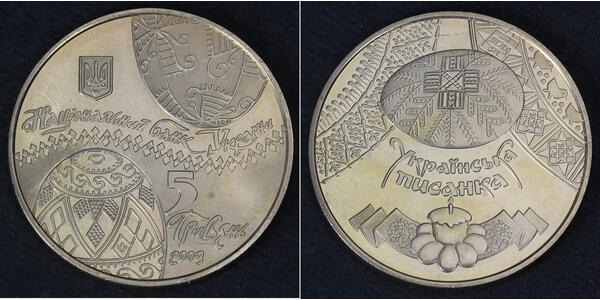 Національний банк України
5
гривень
2009
Українська
писанка